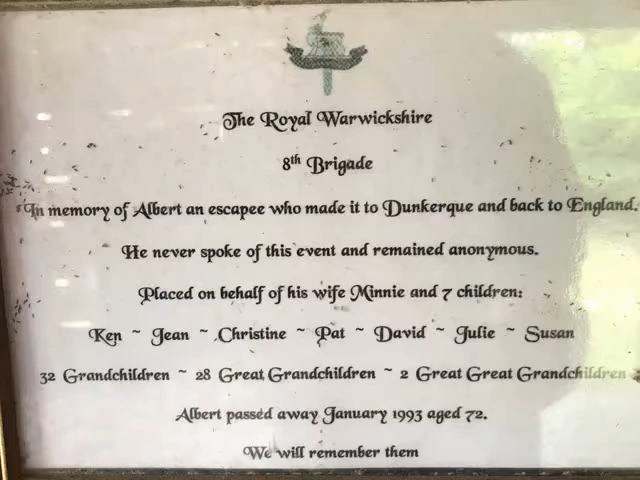 The Royal Warwickshire
8th Brigade
In memory of Albert an escapee who made it to Dunkerque and back to England.
He never spoke of this event and remained anonymous.
Placed on behalf of his wife Minnie and 7 children:
Ken ~ Jean ~ Christine ~ Pat ~ David ~ Julie ~ Susan
32 Grandchildren ~ 28 Great Grandchildren ~ 2 Great Great Grandchildren
Albert passed away January 1993 aged 72.
We will remember them